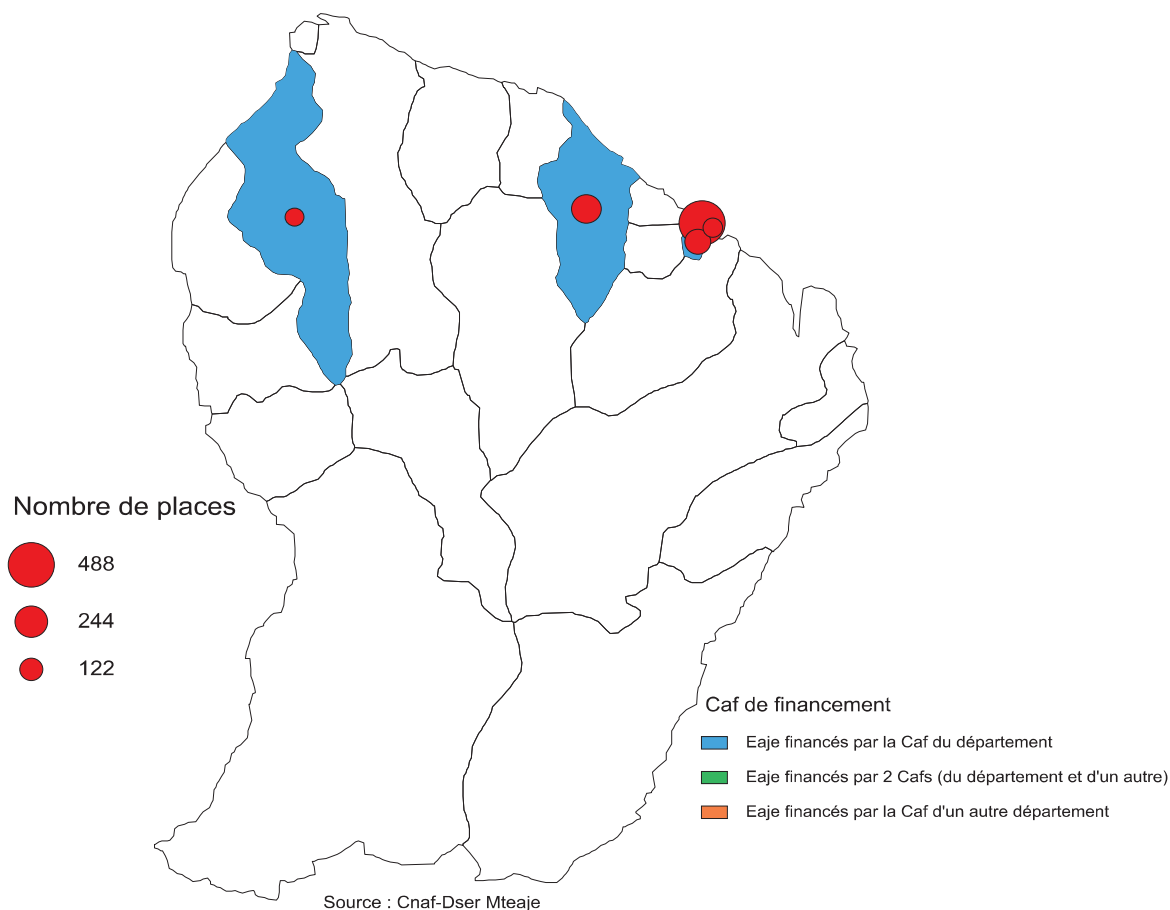 Nombre de places
488
244
122
Caf de financement
Eaje financés par la Caf du département
Eaje financés par 2 Cafs (du département et d'un autre)
Eaje financés par la Caf d'un autre département
Source : Cnaf-Dser Mteaje